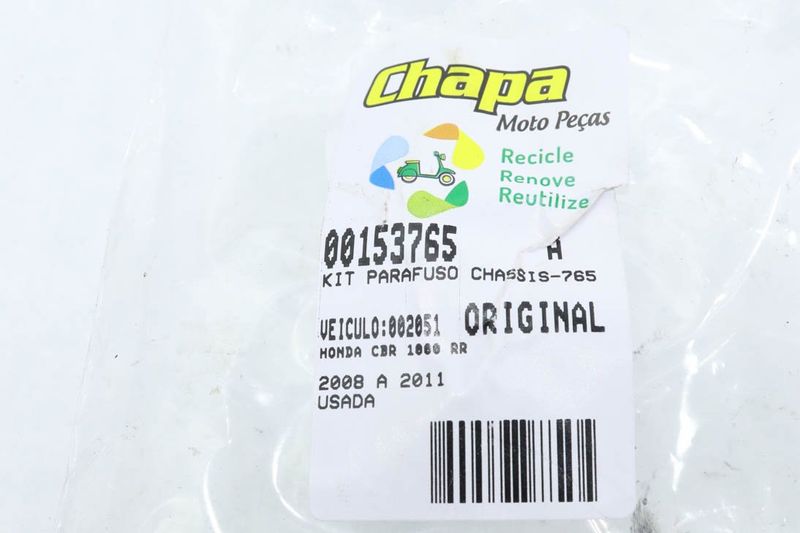 Chapa
Moto Peças
Recicle
Renove
Reutilize
00153765 A
KIT PARAFUSO CHASSIS-765
VEICULO:002051 ORIGINAL
HONDA CBR 1000 RR
2008 A 2011
USADA